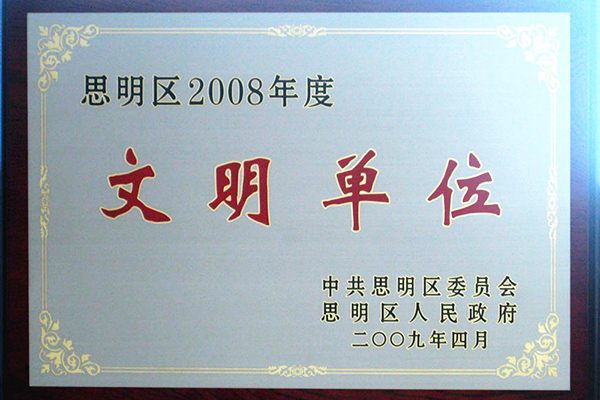 思明区2008年度
文明单位
中共思明区委员会
思明区人民政府
二〇〇九年四月